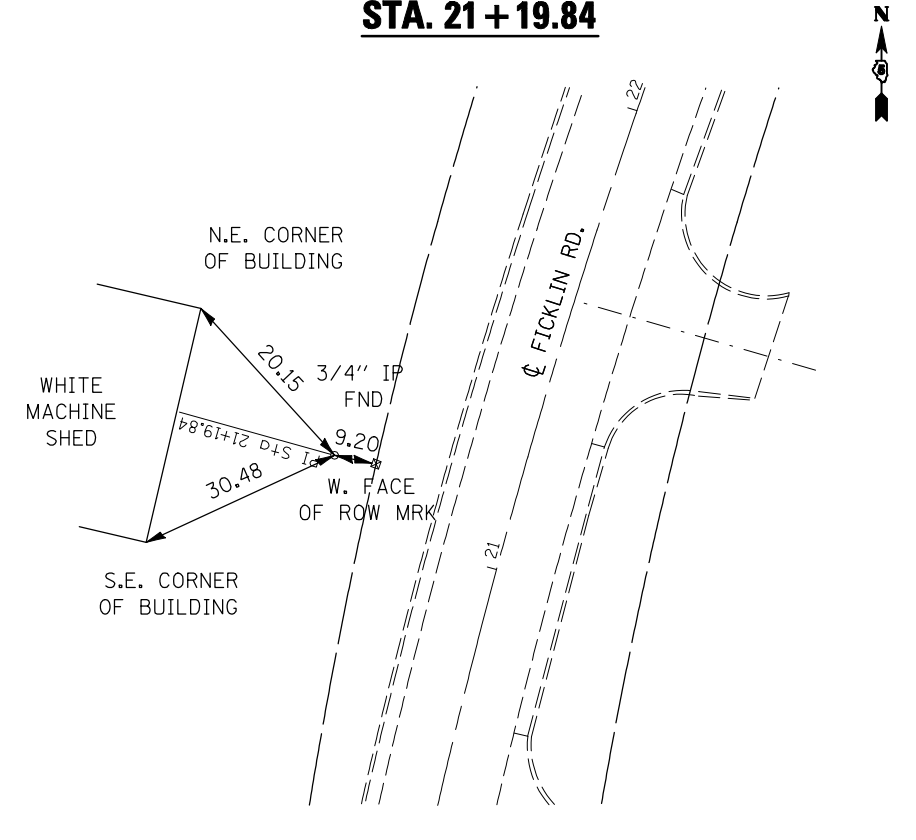 STA. 21+19.84
N
22
N.E. CORNER
OF BUILDING
℄ FICKLIN RD.
20.15
3/4" IP
FND
WHITE
MACHINE
SHED
PI Sta 21+19.84
9.20
30.48
W. FACE
OF ROW MRK
21
S.E. CORNER
OF BUILDING